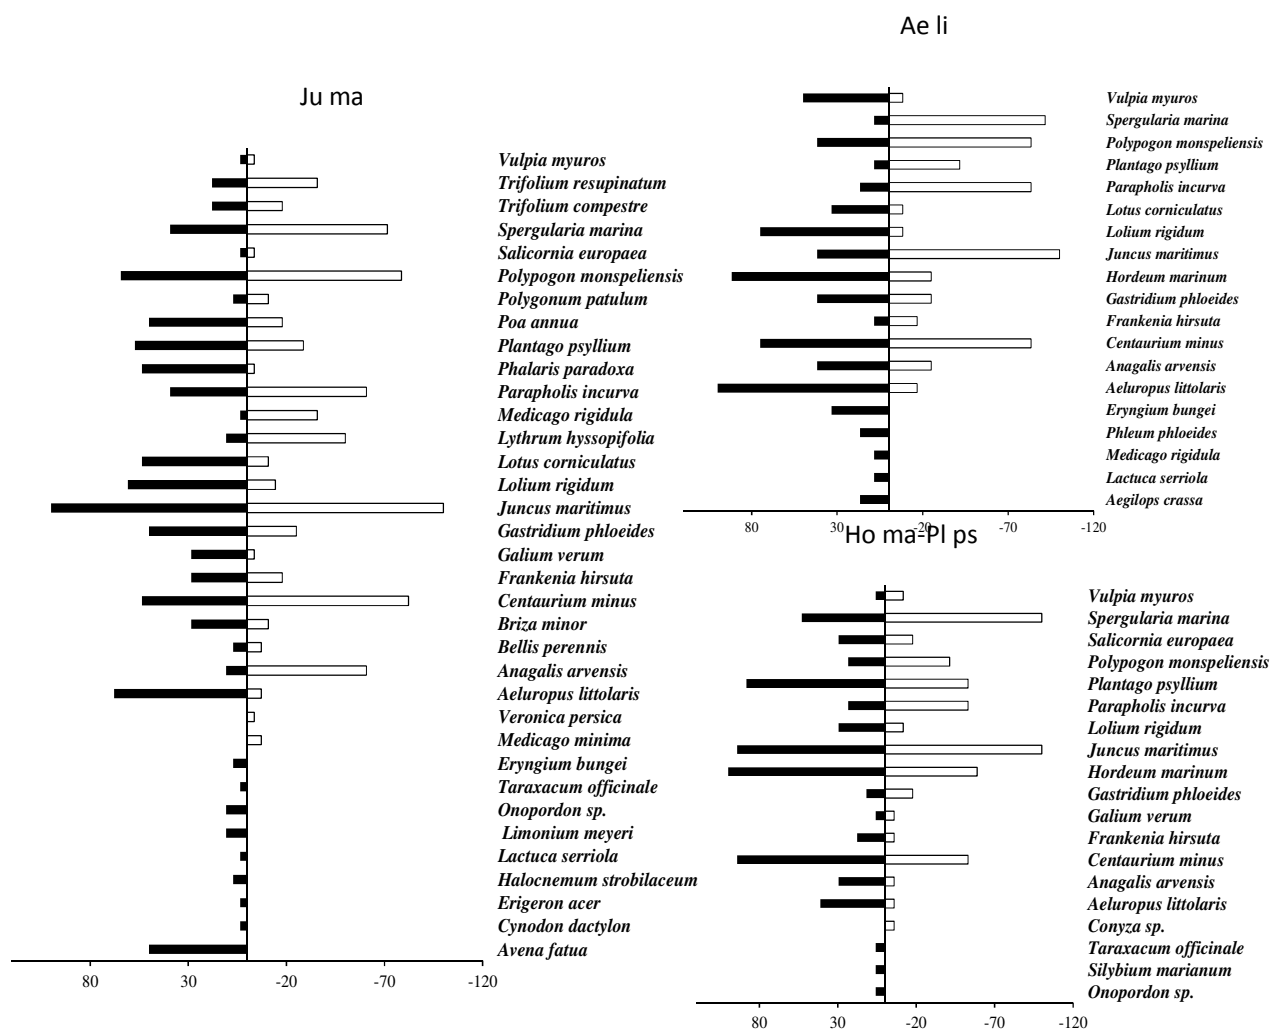 Ju ma
Vulpia myuros
Trifolium resupinatum
Trifolium compestre
Spergularia marina
Salicornia europaea
Polypogon monspeliensis
Polygonum patulum
Poa annua
Plantago psyllium
Phalaris paradoxa
Parapholis incurva
Medicago rigidula
Lythrum hyssopifolia
Lotus corniculatus
Lolium rigidum
Juncus maritimus
Gastridium phloeides
Galium verum
Frankenia hirsuta
Centaurium minus
Briza minor
Bellis perennis
Anagalis arvensis
Aeluropus littolaris
Veronica persica
Medicago minima
Eryngium bungei
Taraxacum officinale
Onopordon sp.
Limonium meyeri
Lactuca serriola
Halocnemum strobilaceum
Erigeron acer
Cynodon dactylon
Avena fatua
80 30 -20 -70 -120
Ae li
Vulpia myuros
Spergularia marina
Polypogon monspeliensis
Plantago psyllium
Parapholis incurva
Lotus corniculatus
Lolium rigidum
Juncus maritimus
Hordeum marinum
Gastridium phloeides
Frankenia hirsuta
Centaurium minus
Anagalis arvensis
Aeluropus littolaris
Eryngium bungei
Phleum phloeides
Medicago rigidula
Lactuca serriola
Aegilops crassa
80 30 -20 -70 -120
Ho ma-Pl ps
Vulpia myuros
Spergularia marina
Salicornia europaea
Polypogon monspeliensis
Plantago psyllium
Parapholis incurva
Lolium rigidum
Juncus maritimus
Hordeum marinum
Gastridium phloeides
Galium verum
Frankenia hirsuta
Centaurium minus
Anagalis arvensis
Aeluropus littolaris
Conyza sp.
Taraxacum officinale
Silybium marianum
Onopordon sp.
80 30 -20 -70 -120